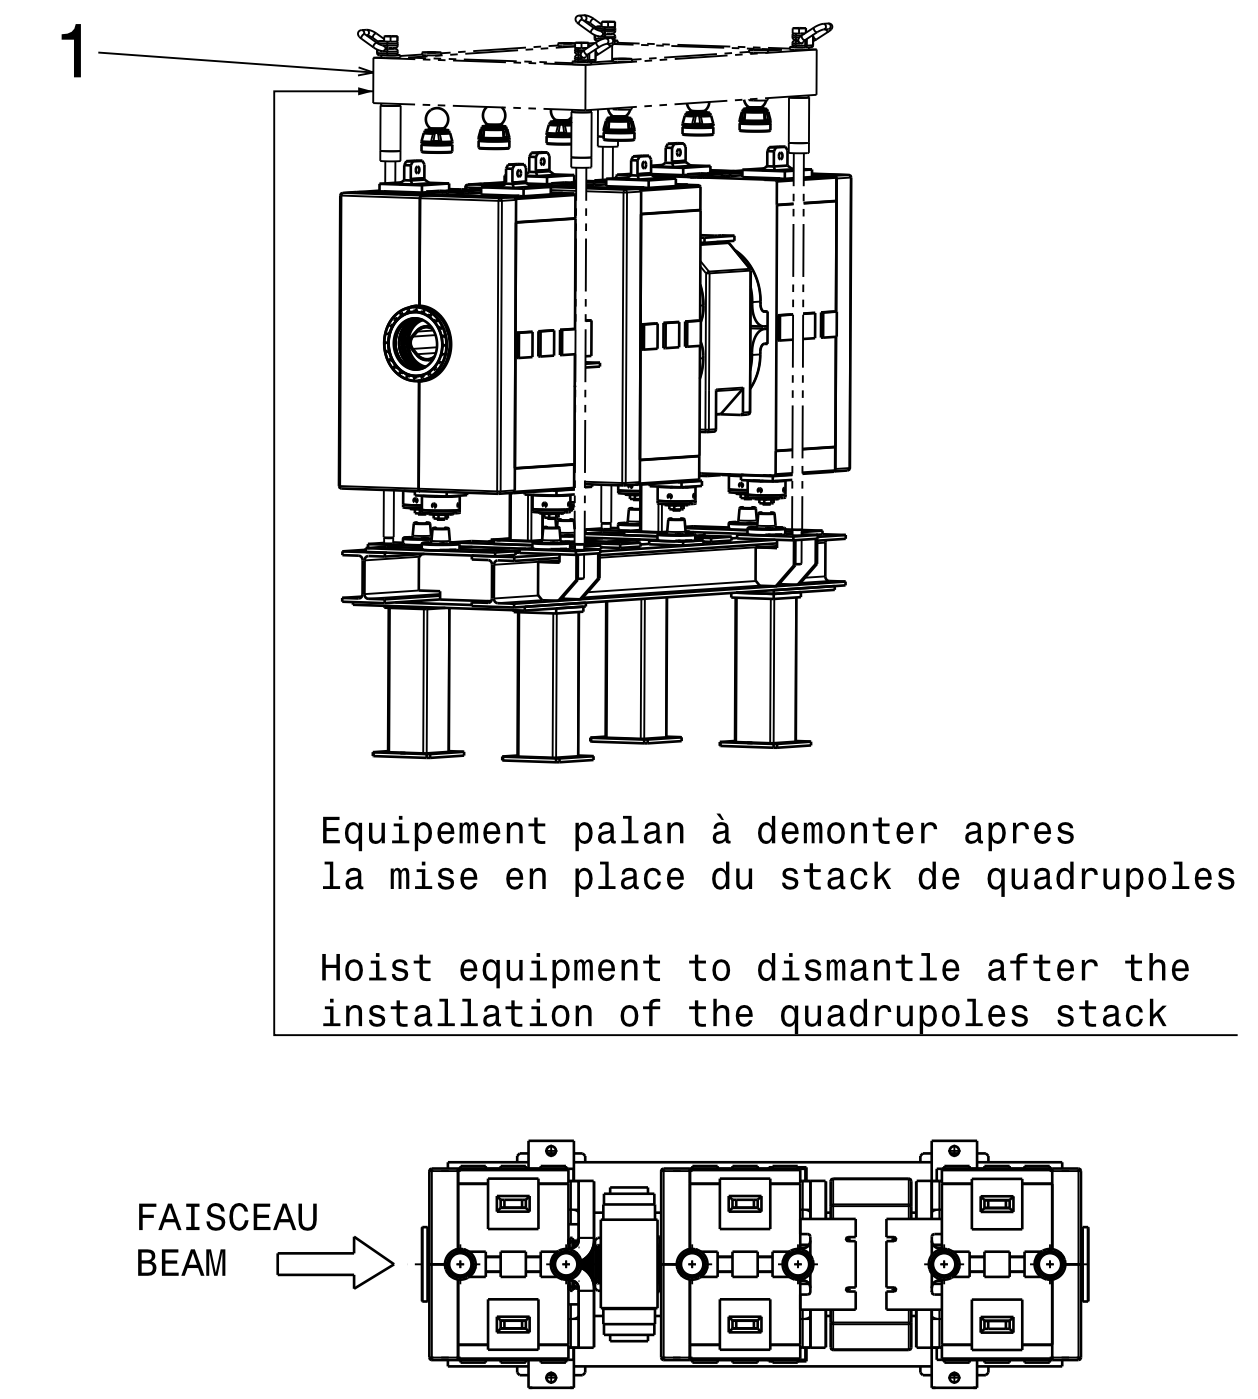 1
Equipement palan à demonter apres
la mise en place du stack de quadrupoles
Hoist equipment to dismantle after the
installation of the quadrupoles stack
FAISCEAU
BEAM